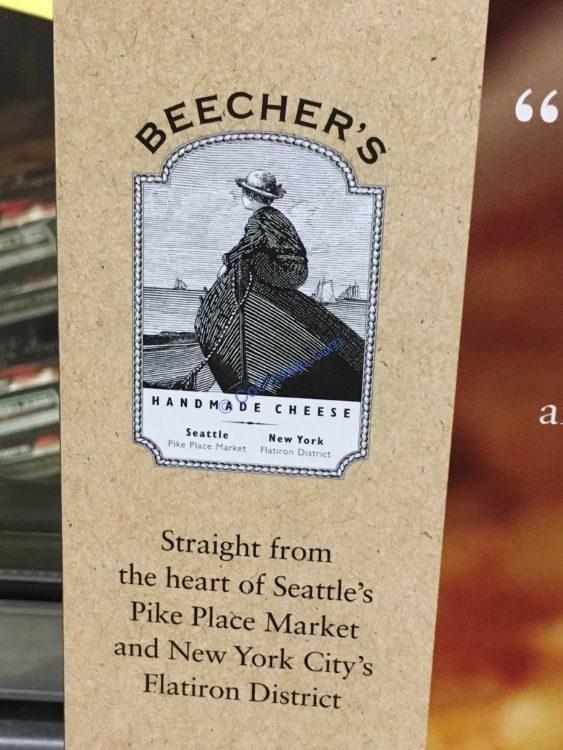 BEECHER'S
HANDMADE CHEESE
Seattle
Pike Place Market
New York
Flatiron District
Straight from
the heart of Seattle's
Pike Place Market
and New York City's
Flatiron District
“
a